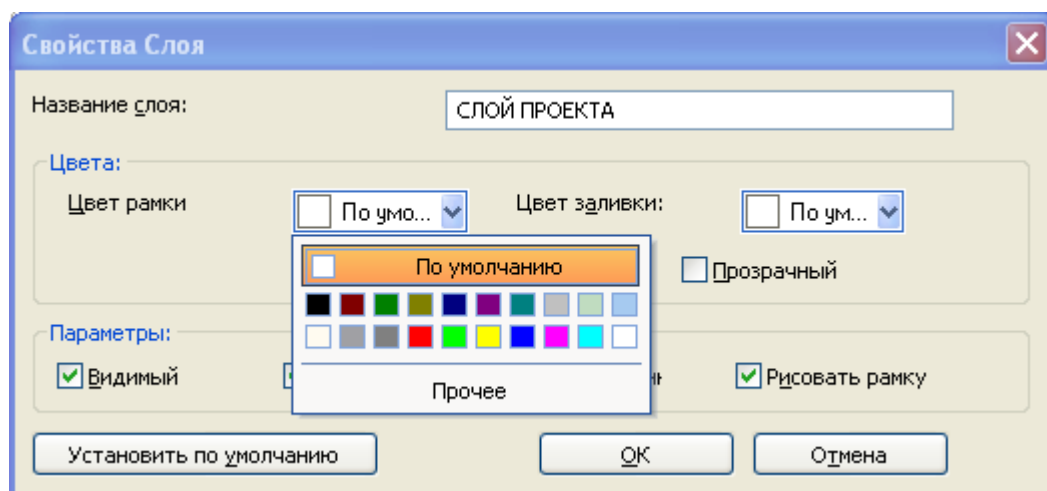 Свойства Слоя
Название слоя:
СЛОЙ ПРОЕКТА
Цвета:
Цвет рамки
По умо...
Цвет заливки:
По ум...
По умолчанию
Прозрачный
Параметры:
Видимый
Рисовать рамку
Прочее
Установить по умолчанию
OK
Отмена